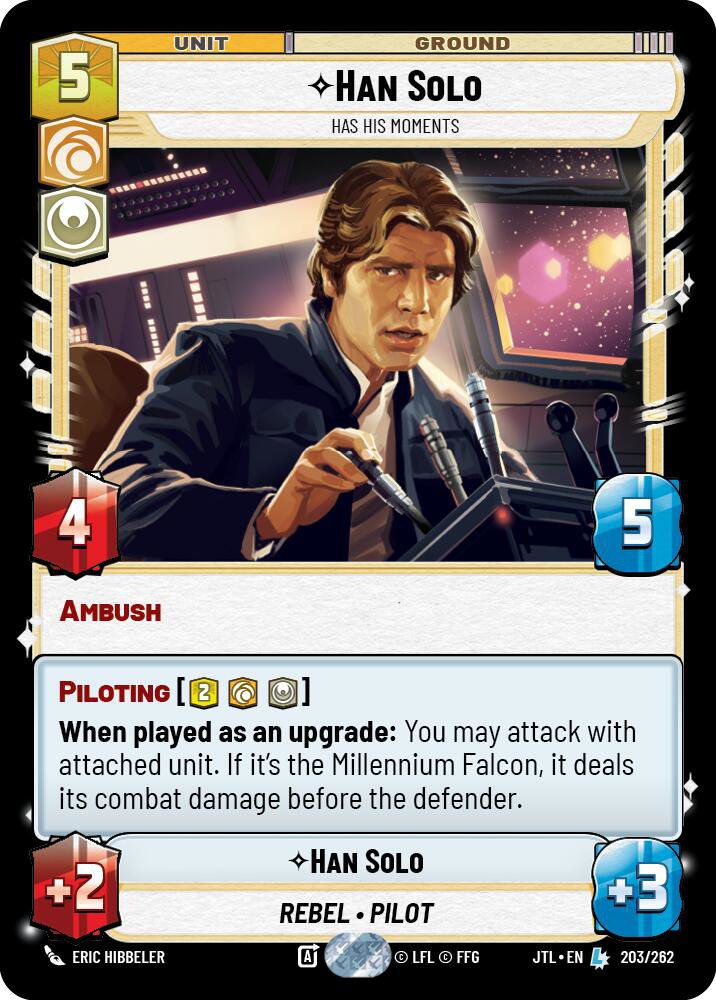 UNIT
GROUND
5
✧HAN SOLO
HAS HIS MOMENTS
4
5
AMBUSH
PILOTING [2]
When played as an upgrade: You may attack with
attached unit. If it's the Millennium Falcon, it deals
its combat damage before the defender.
+2
✧HAN SOLO
+3
REBEL • PILOT
ERIC HIBBELER
A
© LFL © FFG
JTL • EN
L
203/262